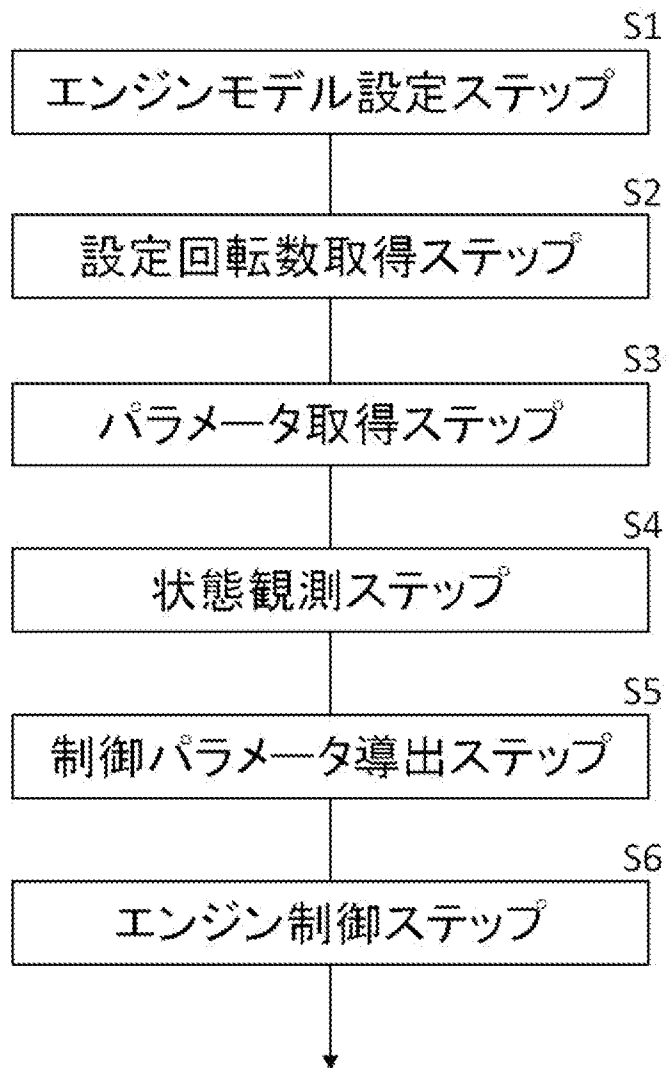 S1
エンジンモデル設定ステップ
S2
設定回転数取得ステップ
S3
パラメータ取得ステップ
S4
状態観測ステップ
S5
制御パラメータ導出ステップ
S6
エンジン制御ステップ